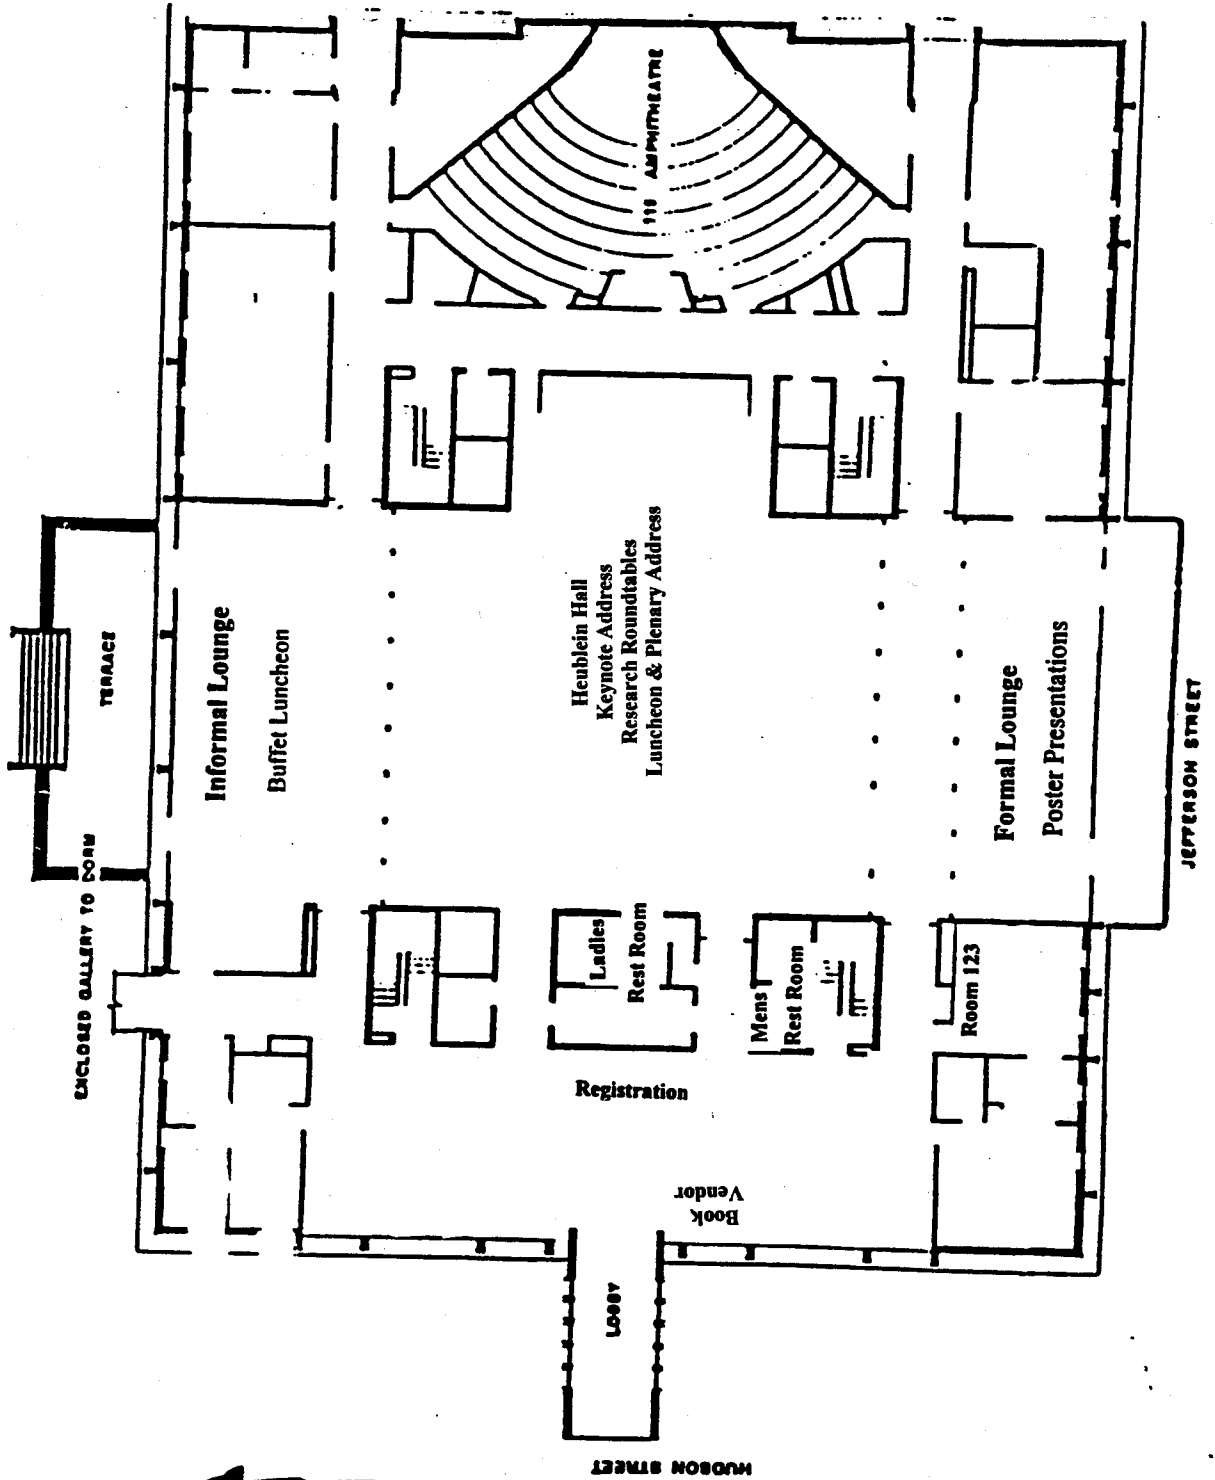 ENCLOSED GALLERY TO DORM
TERRACE
Informal Lounge
Buffet Luncheon
110 AMPHITHEATRE
Heublein Hall
Keynote Address
Research Roundtables
Luncheon & Plenary Address
Ladies
Rest Room
Mens
Rest Room
Registration
Book
Vendor
LOBBY
HUDSON STREET
Room 123
Formal Lounge
Poster Presentations
JEFFERSON STREET